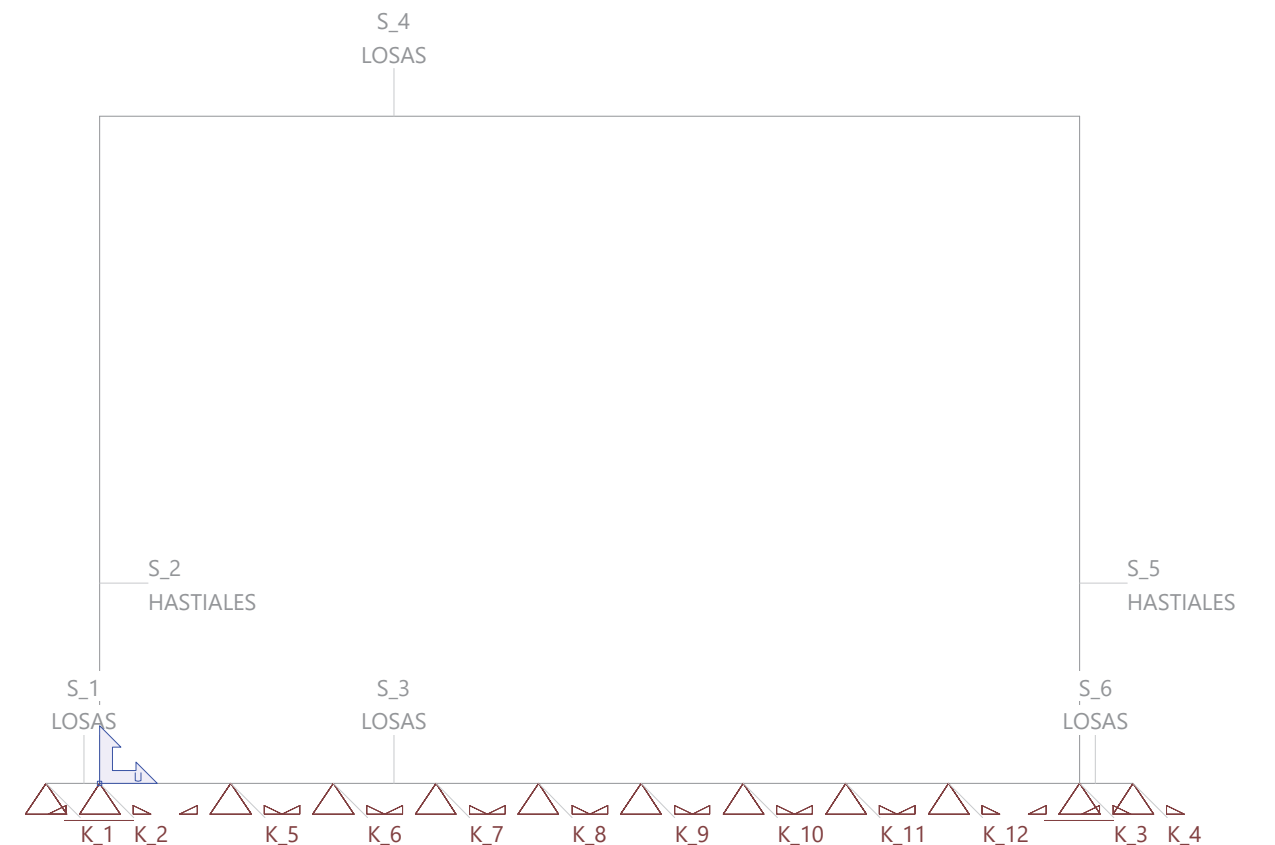 S_4
LOSAS
S_2
HASTIALES
S_5
HASTIALES
S_1
LOSAS
S_3
LOSAS
S_6
LOSAS
U
K_1 K_2 K_5 K_6 K_7 K_8 K_9 K_10 K_11 K_12 K_3 K_4